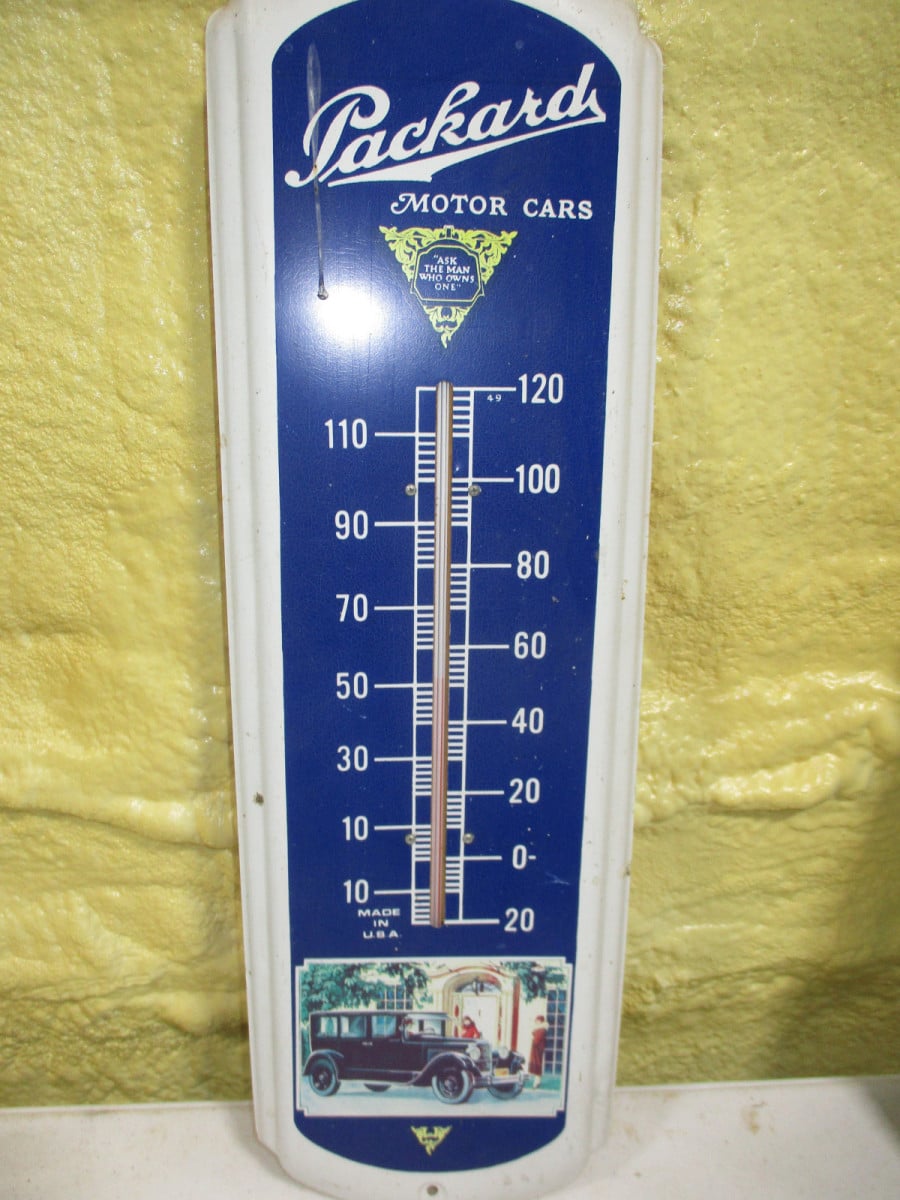 Packard
MOTOR CARS
"ASK
THE MAN
WHO OWNS
ONE"
120
49
110
100
90
80
70
60
50
40
30
20
10
0-
10
MADE
IN
U.S.A.
20